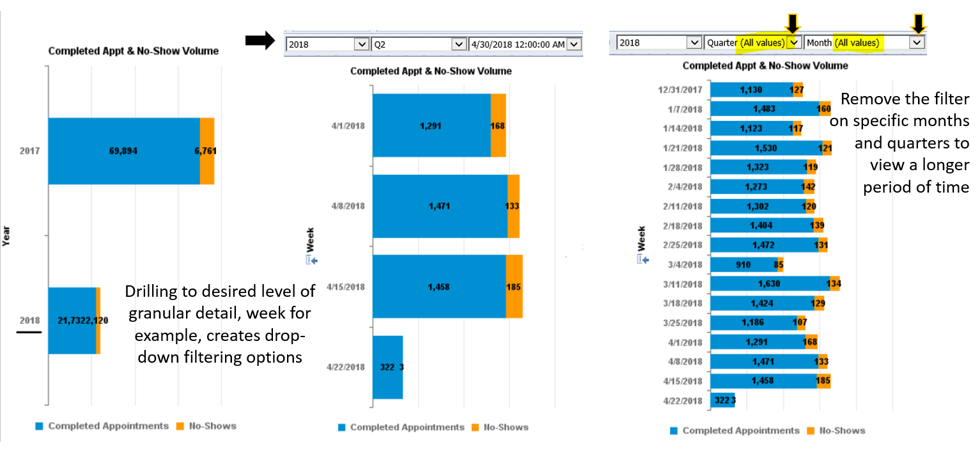 Completed Appt & No-Show Volume
Year
2017
69,894
6,761
2018
21,732
2,120
Drilling to desired level of
granular detail, week for
example, creates drop-
down filtering options
Completed Appointments
No-Shows
2018
Q2
4/30/2018 12:00:00 AM
Completed Appt & No-Show Volume
Week
4/1/2018
1,291
168
4/8/2018
1,471
133
4/15/2018
1,458
185
4/22/2018
322
3
Completed Appointments
No-Shows
2018
Quarter (All values)
Month (All values)
Completed Appt & No-Show Volume
Week
12/31/2017
1,130
127
1/7/2018
1,483
160
1/14/2018
1,123
117
1/21/2018
1,530
121
1/28/2018
1,323
119
2/4/2018
1,273
142
2/11/2018
1,302
120
2/18/2018
1,404
139
2/25/2018
1,472
131
3/4/2018
910
85
3/11/2018
1,630
134
3/18/2018
1,424
129
3/25/2018
1,186
107
4/1/2018
1,291
168
4/8/2018
1,471
133
4/15/2018
1,458
185
4/22/2018
322
3
Remove the filter
on specific months
and quarters to
view a longer
period of time
Completed Appointments
No-Shows